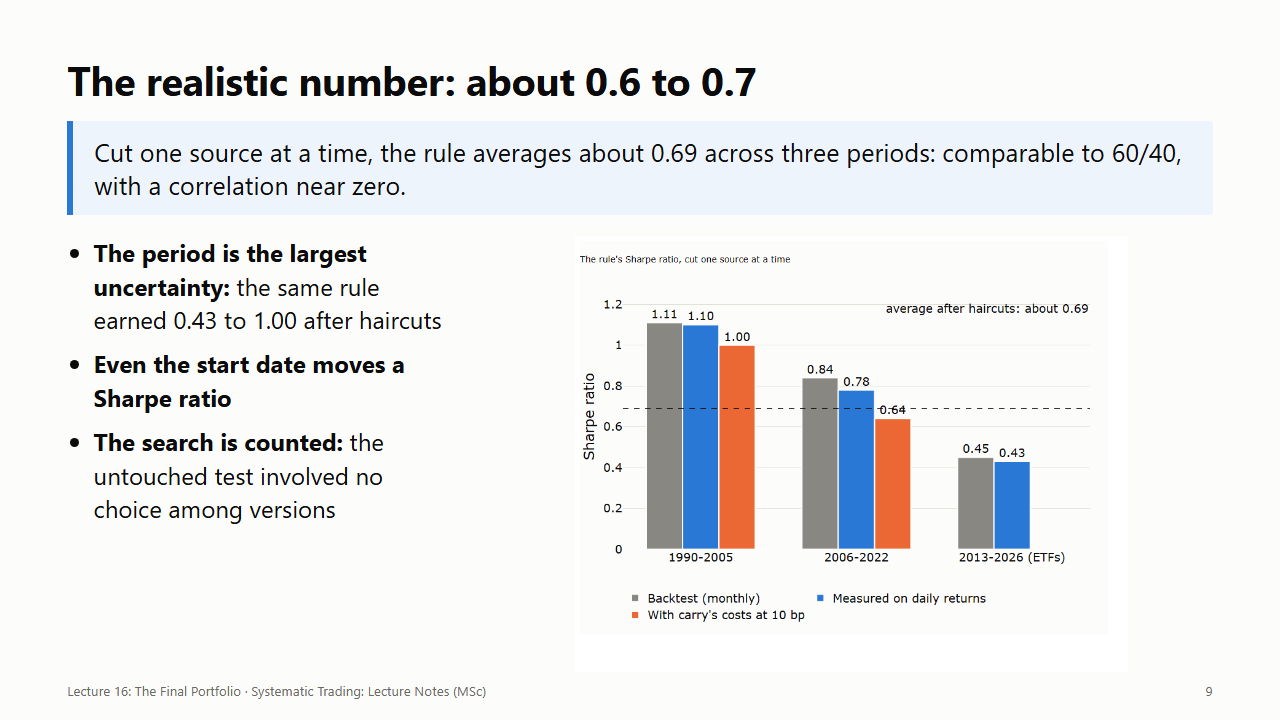 The realistic number: about 0.6 to 0.7
Cut one source at a time, the rule averages about 0.69 across three periods: comparable to 60/40,
with a correlation near zero.
• The period is the largest
uncertainty: the same rule
earned 0.43 to 1.00 after haircuts
• Even the start date moves a
Sharpe ratio
• The search is counted: the
untouched test involved no
choice among versions
The rule's Sharpe ratio, cut one source at a time
average after haircuts: about 0.69
Sharpe ratio
1.2
1
0.8
0.6
0.4
0.2
0
1.11 1.10 1.00
0.84 0.78 0.64
0.45 0.43
1990-2005 2006-2022 2013-2026 (ETFs)
Backtest (monthly) Measured on daily returns
With carry's costs at 10 bp
Lecture 16: The Final Portfolio · Systematic Trading: Lecture Notes (MSc) 9